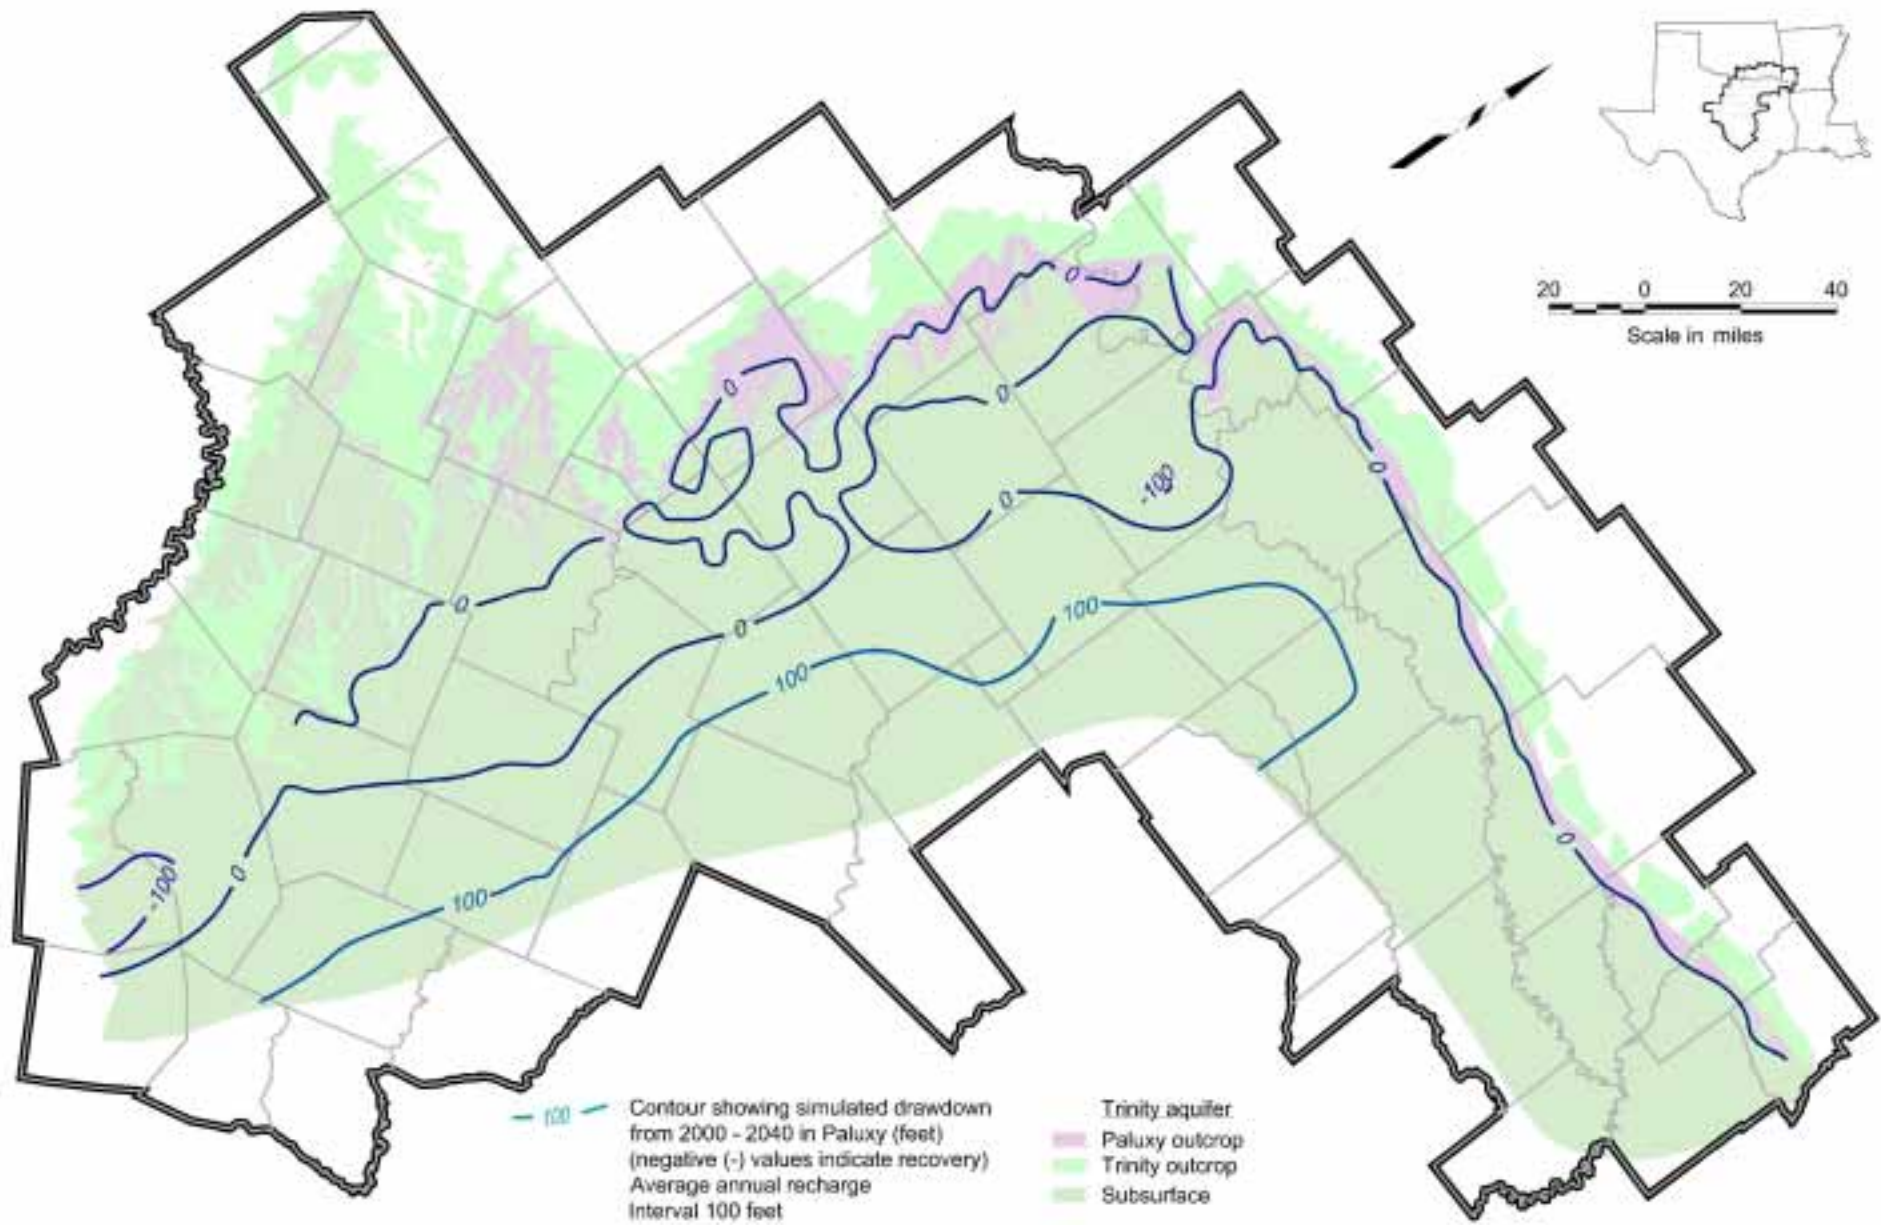 20 0 20 40
Scale in miles
0
0
0
-100
0
0
0
0
100
0
100
0
-100
0
100
100
Contour showing simulated drawdown
from 2000 - 2040 in Paluxy (feet)
(negative (-) values indicate recovery)
Average annual recharge
Interval 100 feet
Trinity aquifer
Paluxy outcrop
Trinity outcrop
Subsurface